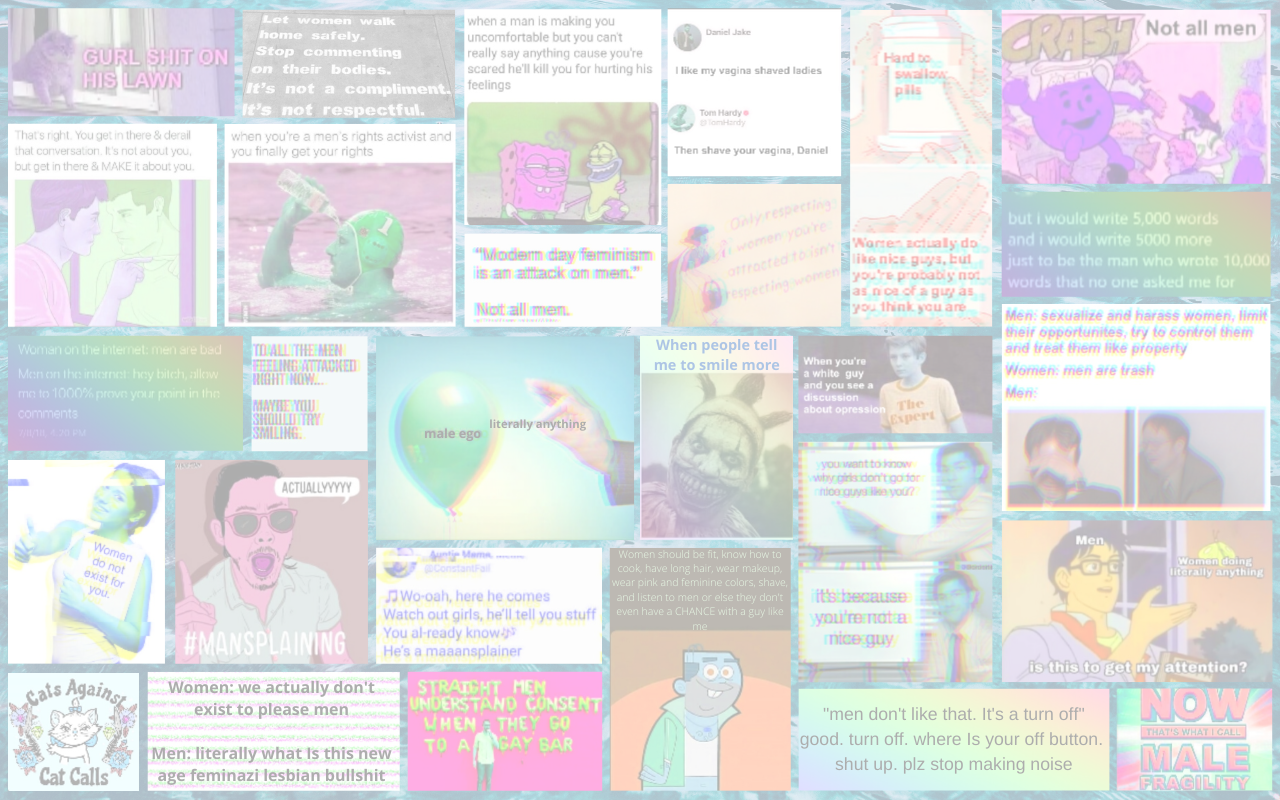 GURL SHIT ON
HIS LAWN
Let women walk
home safely.
Stop commenting
on their bodies.
It's not a compliment.
It's not respectful.
when a man is making you
uncomfortable but you can't
really say anything cause you're
scared he'll kill you for hurting his
feelings
Daniel Jake
I like my vagina shaved ladies
Tom Hardy
@TomHardy
Then shave your vagina, Daniel
Hard to
swallow
pills
Women actually do
like nice guys, but
you're probably not
as nice of a guy as
you think you are
CRASH
Not all men
That's right. You get in there & derail
that conversation. It's not about you,
but get in there & MAKE it about you.
when you're a men's rights activist and
you finally get your rights
1
"Modern day feminism
is an attack on men."
Not all men.
Only respecting
women you're
attracted to isn't
respecting women
but i would write 5,000 words
and i would write 5000 more
just to be the man who wrote 10,000
words that no one asked me for
Woman on the internet: men are bad
Men on the internet: hey bitch, allow
me to 1000% prove your point in the
comments
TO ALL THE MEN
FEELING ATTACKED
RIGHT NOW...
MAYBE YOU
SHOULD TRY
SMILING.
male ego
literally anything
When people tell
me to smile more
When you're
a white guy
and you see a
discussion
about opression
The
Expert
Men: sexualize and harass women, limit
their opportunites, try to control them
and treat them like property
Women: men are trash
Men:
Women
do not
exist for
you.
ACTUALLYYYY
#MANSPLAINING
Auntie Meme
@ConstantFail
🎵Wo-oah, here he comes
Watch out girls, he'll tell you stuff
You al-ready know🎶
He's a maaansplainer
Women should be fit, know how to
cook, have long hair, wear makeup,
wear pink and feminine colors, shave,
and listen to men or else they don't
even have a CHANCE with a guy like
me
you want to know
why girls don't go for
nice guys like you?
it's because
you're not a
nice guy
Men
Women doing
literally anything
is this to get my attention?
Cats Against
Cat Calls
Women: we actually don't
exist to please men
Men: literally what Is this new
age feminazi lesbian bullshit
STRAIGHT MEN
UNDERSTAND CONSENT
WHEN THEY GO
TO A GAY BAR
"men don't like that. It's a turn off"
good. turn off. where Is your off button.
shut up. plz stop making noise
NOW
THAT'S WHAT I CALL
MALE
FRAGILITY